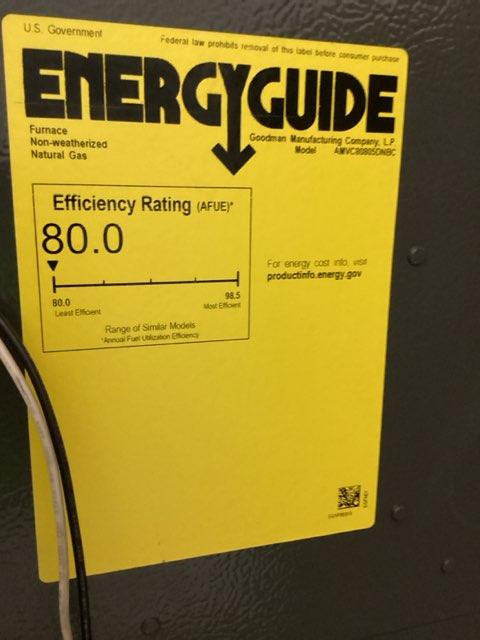 U.S. Government
Federal law prohibits removal of this label before consumer purchase
ENERGYGUIDE
Furnace
Non-weatherized
Natural Gas
Goodman Manufacturing Company, L.P.
Model AMVC80805DNBC
Efficiency Rating (AFUE)*
80.0
80.0
Least Efficient
98.5
Most Efficient
Range of Similar Models
*Annual Fuel Utilization Efficiency
For energy cost info, visit
productinfo.energy.gov